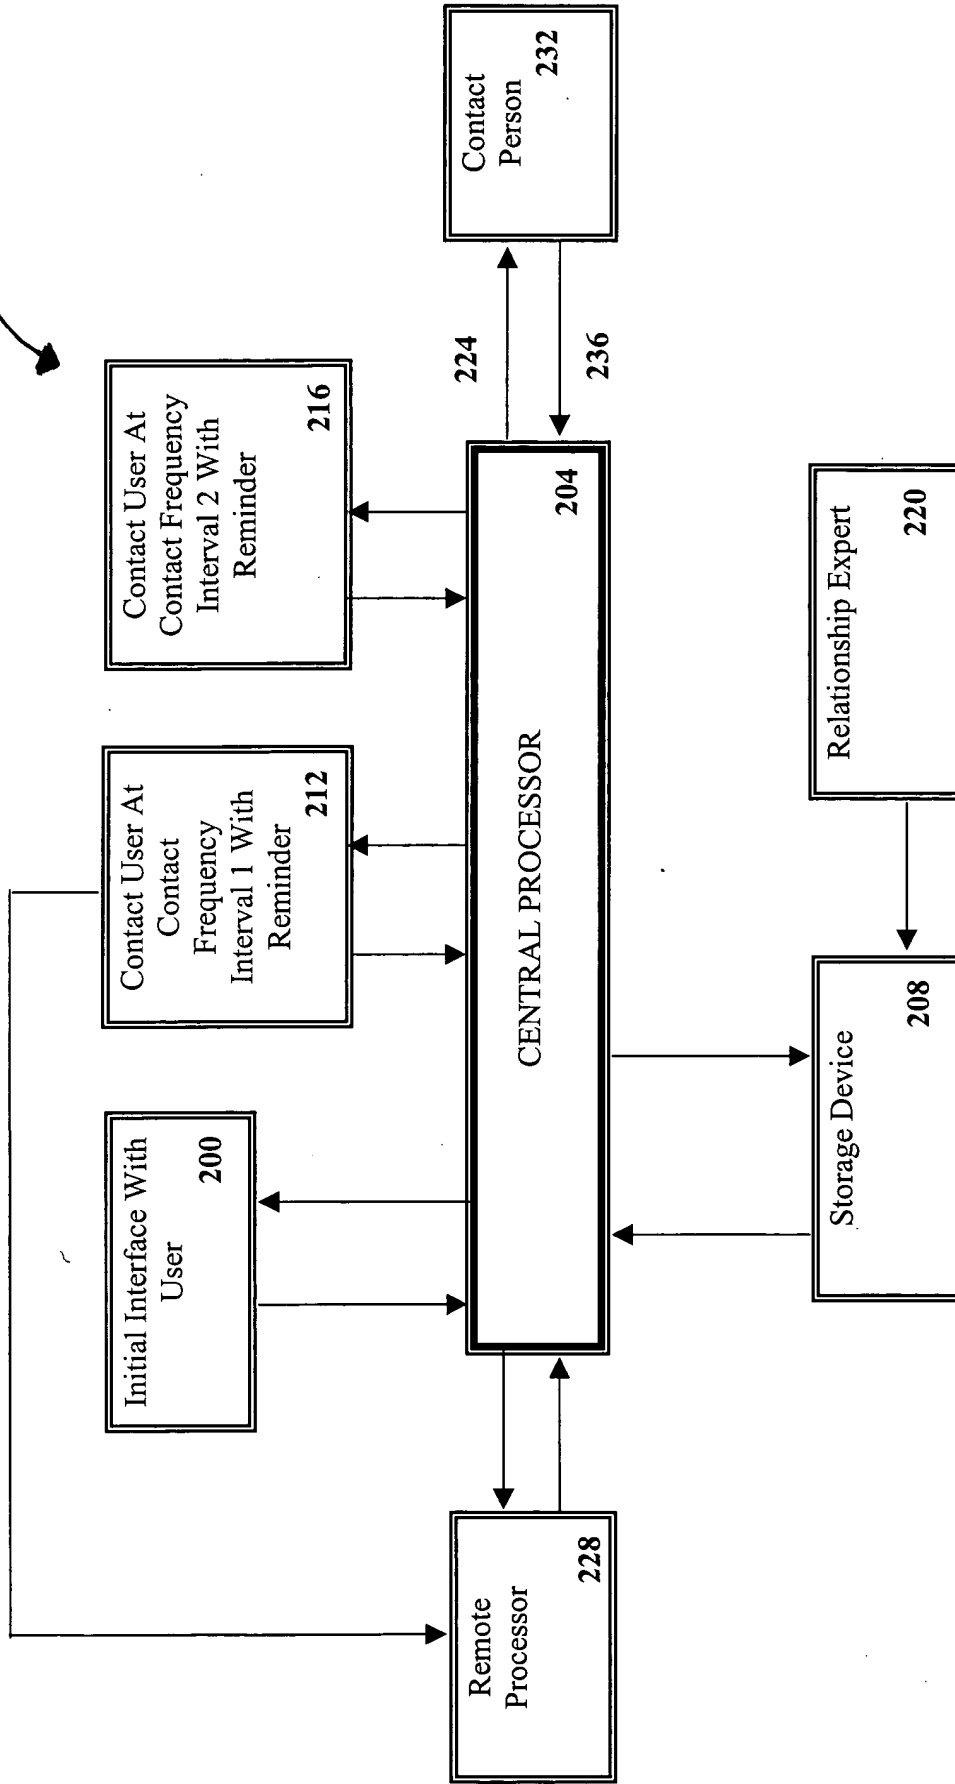 Initial Interface With
User
200
Contact User At
Contact
Frequency
Interval 1 With
Reminder
212
Contact User At
Contact Frequency
Interval 2 With
Reminder
216
Remote
Processor
228
CENTRAL PROCESSOR
204
224
236
Contact
Person
232
Storage Device
208
Relationship Expert
220